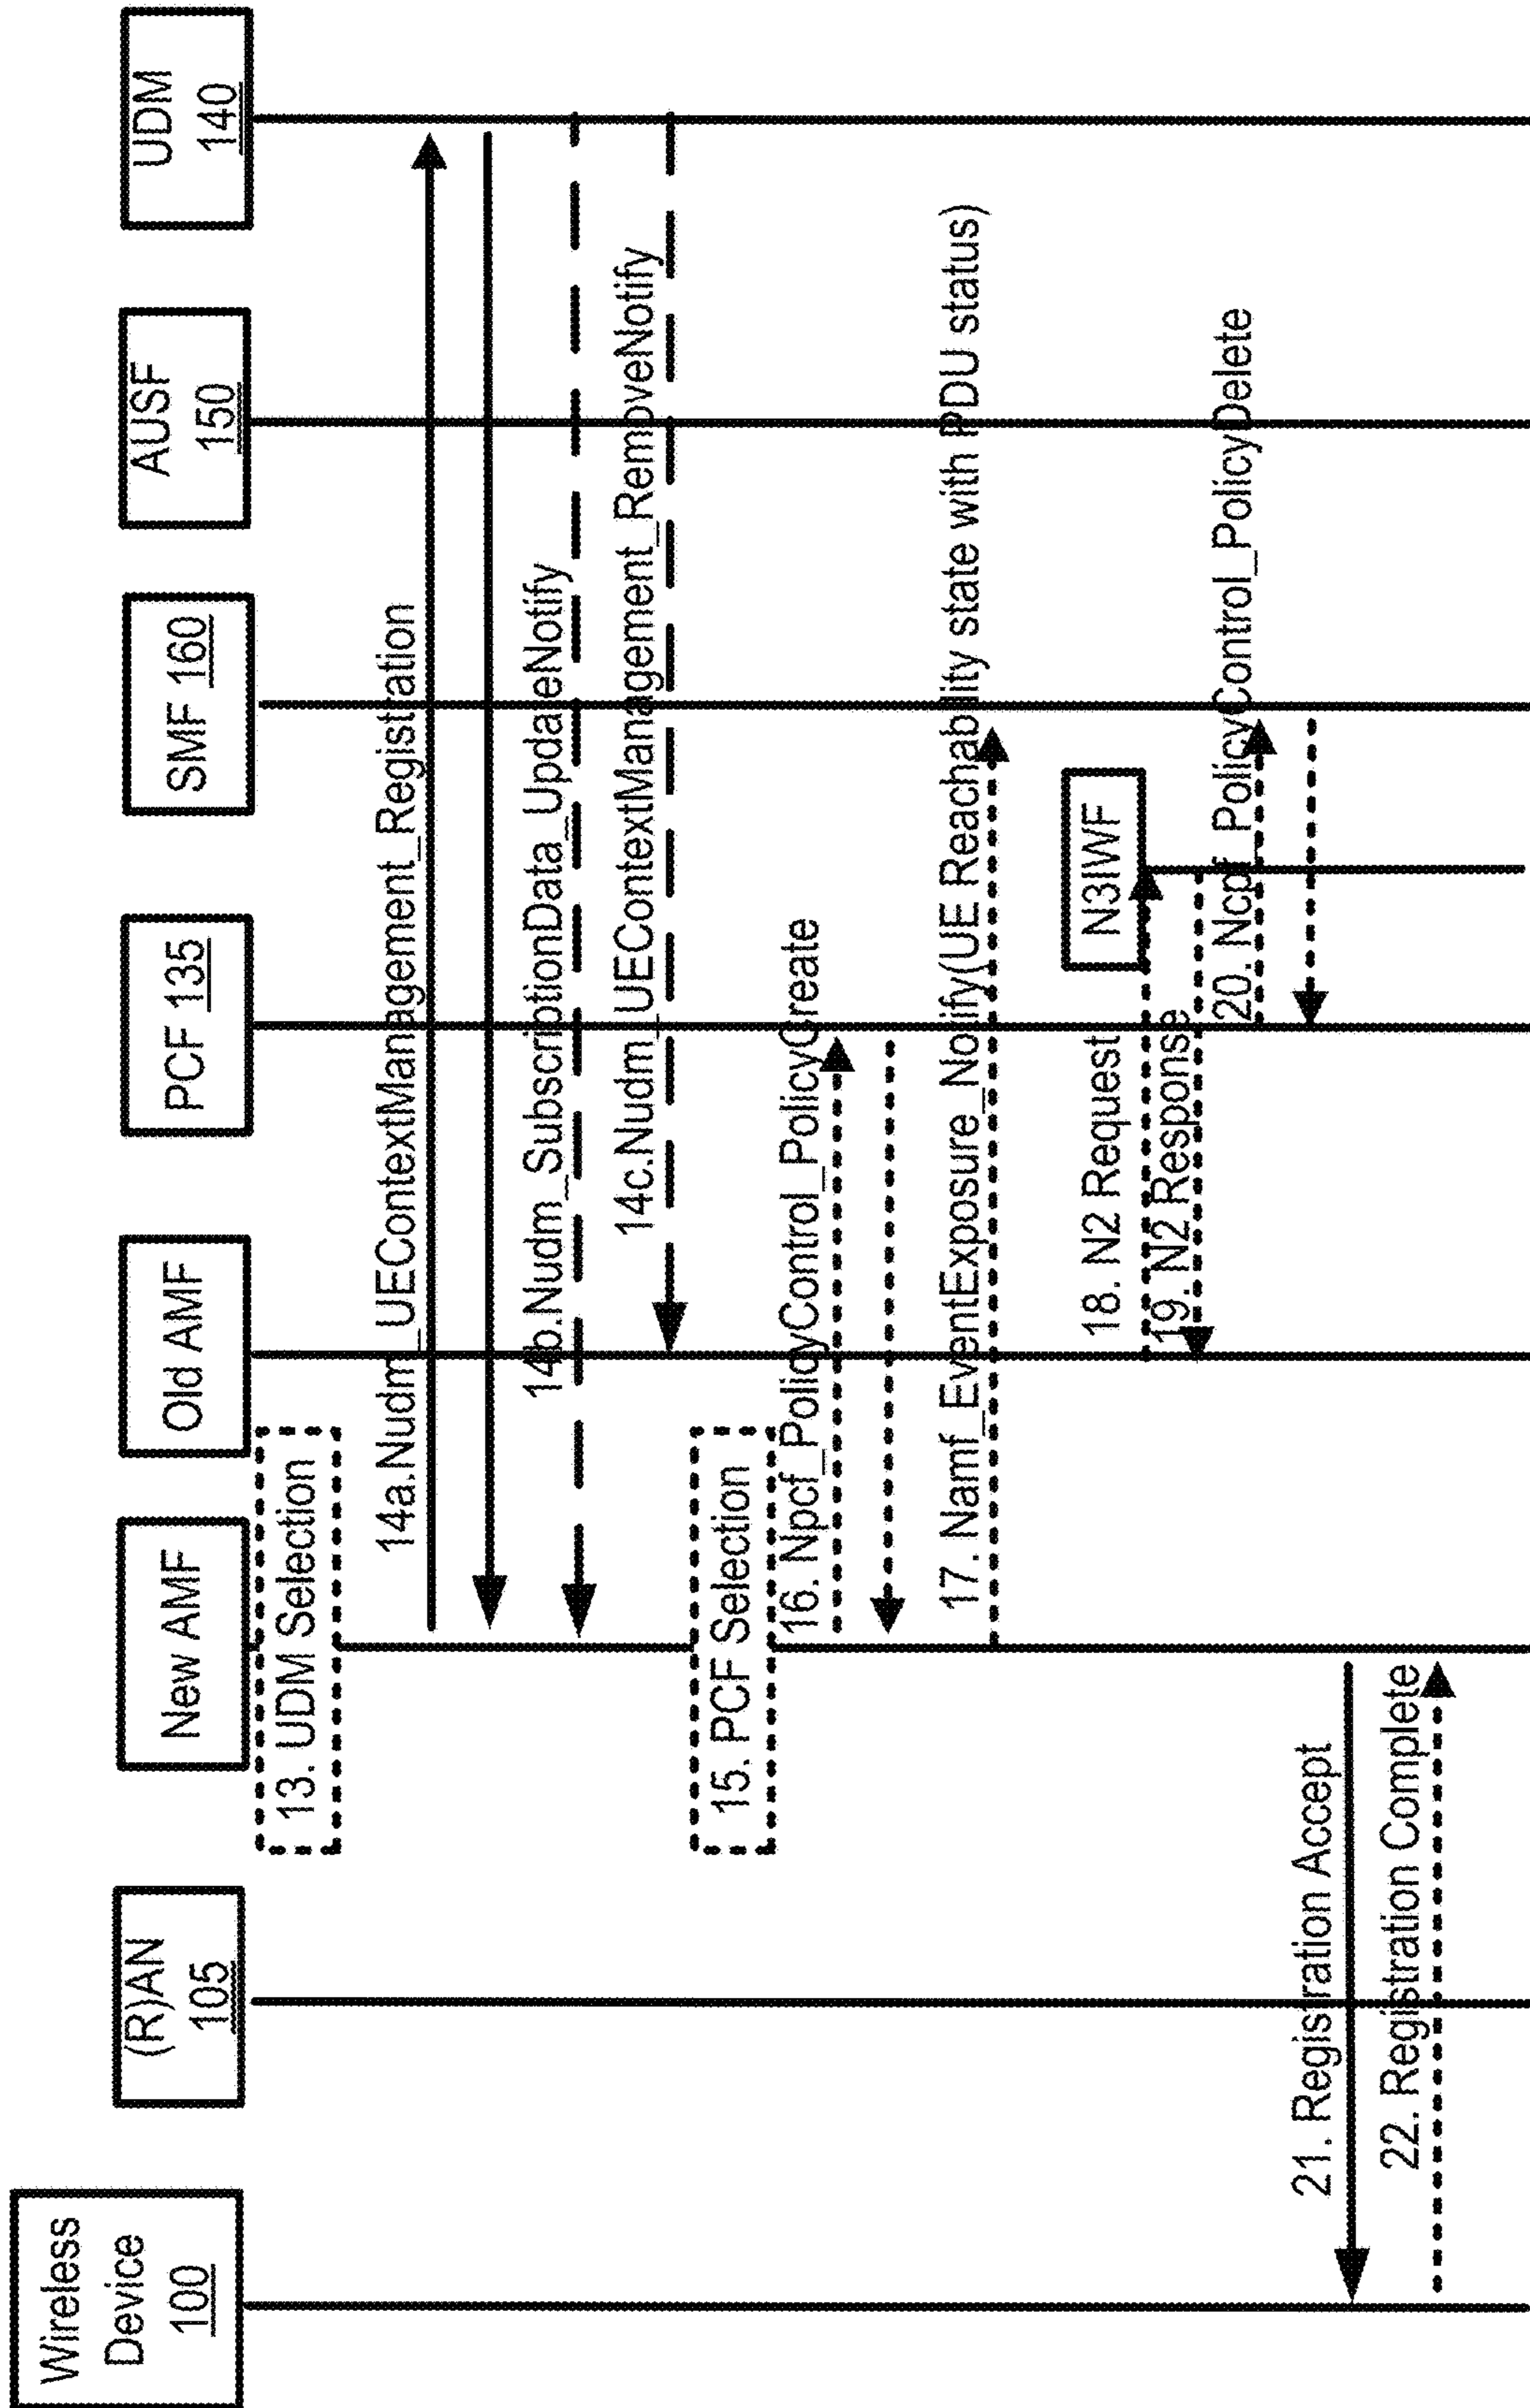 Wireless
Device
100
(R)AN
105
New AMF
Old AMF
PCF 135
SMF 160
AUSF
150
UDM
140
13. UDM Selection
14a.Nudm_UEContextManagement_Registration
14b.Nudm_SubscriptionData_UpdateNotify
14c.Nudm_UEContextManagement_RemoveNotify
15. PCF Selection
16. Npcf_PolicyControl_PolicyCreate
17. Namf_EventExposure_Notify(UE Reachability state with PDU status)
N3IWF
18. N2 Request
19. N2 Response
20. Ncpf_PolicyControl_PolicyDelete
21. Registration Accept
22. Registration Complete